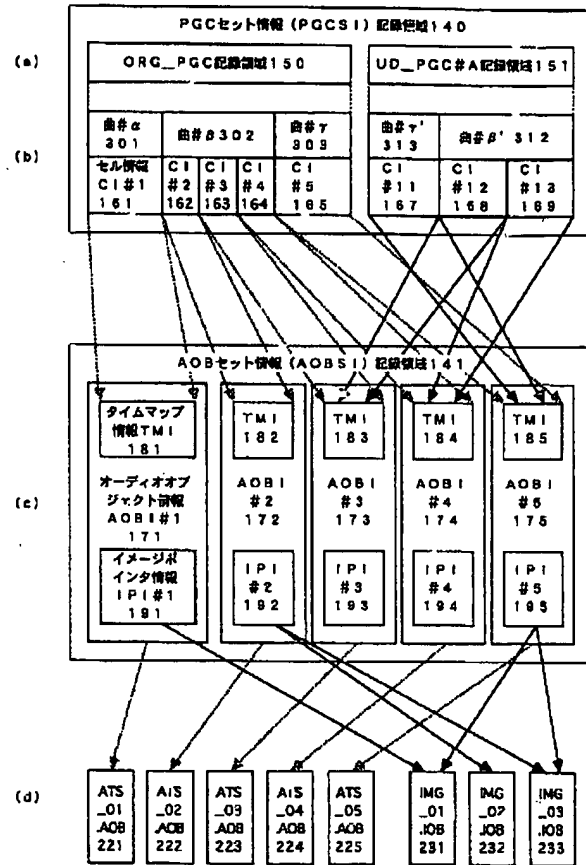 PGCセット情報(PGCSI)記録領域140
(a)
ORG_PGC記録領域150
UD_PGC#A記録領域151
(b)
曲#α
301
曲#β302
曲#γ
303
曲#γ'
313
曲#β' 312
セル情報
CI#1
161
CI
#2
162
CI
#3
163
CI
#4
164
CI
#5
165
CI
#11
167
CI
#12
168
CI
#13
169
AOBセット情報(AOBSI)記録領域141
(c)
タイムマップ
情報TMI
181
オーディオオブ
ジェクト情報
AOBI#1
171
イメージポ
インタ情報
IPI#1
191
TMI
182
AOBI
#2
172
IPI
#2
192
TMI
183
AOBI
#3
173
IPI
#3
193
TMI
184
AOBI
#4
174
IPI
#4
194
TMI
185
AOBI
#5
175
IPI
#5
195
(d)
ATS
_01
.AOB
221
ATS
_02
.AOB
222
ATS
_03
.AOB
223
ATS
_04
.AOB
224
ATS
_05
.AOB
225
IMG
_01
.IOB
231
IMG
_02
.IOB
232
IMG
_03
.IOB
233